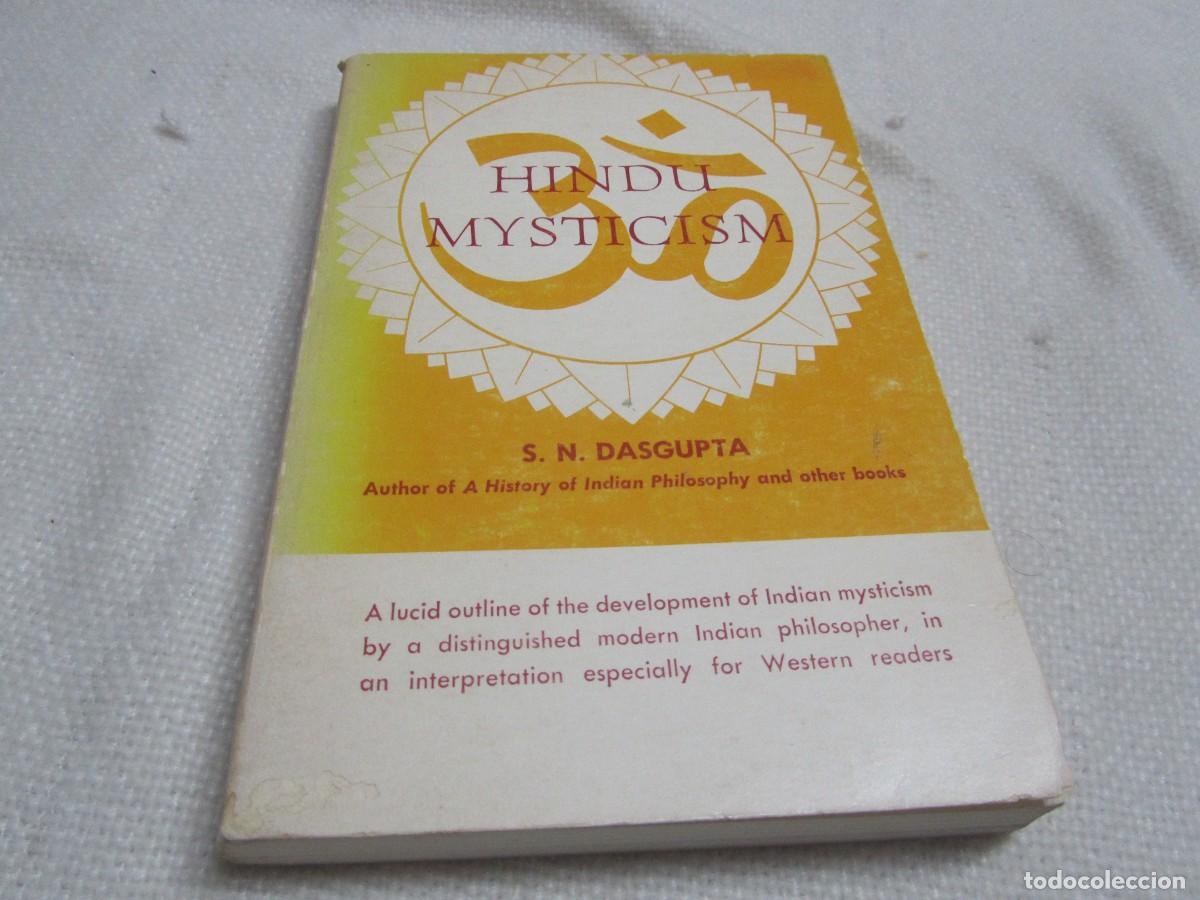 ॐ
HINDU
MYSTICISM
S. N. DASGUPTA
Author of A History of Indian Philosophy and other books
A lucid outline of the development of Indian mysticism
by a distinguished modern Indian philosopher, in
an interpretation especially for Western readers
todocoleccion